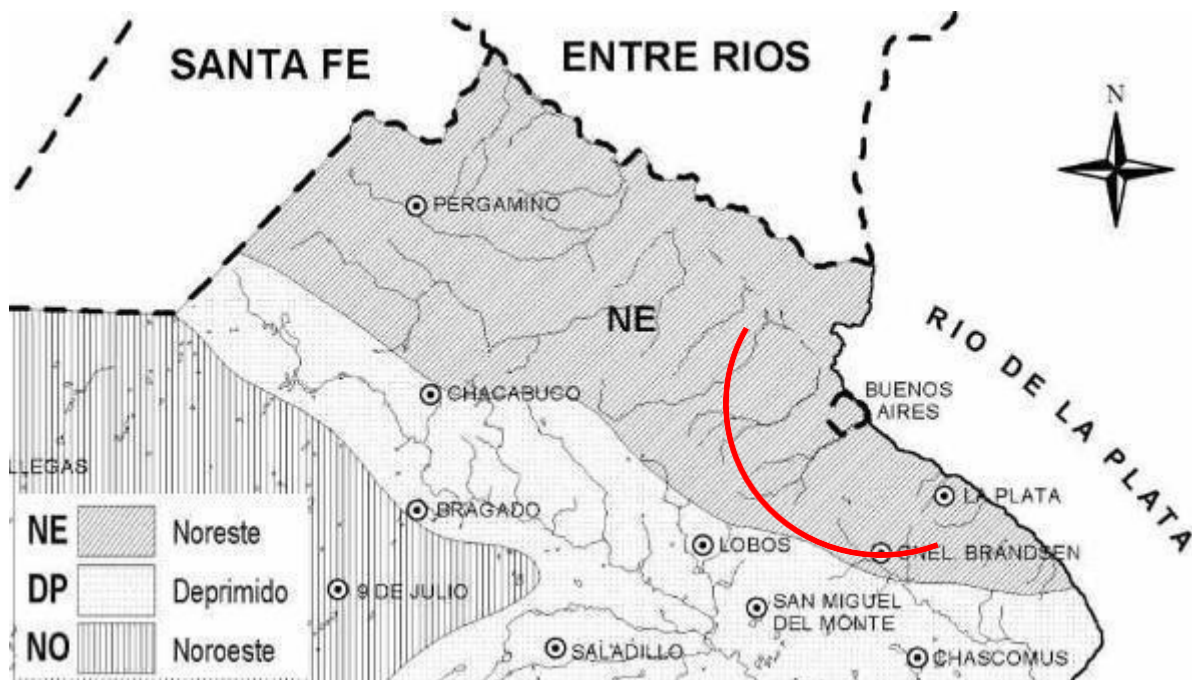 SANTA FE
ENTRE RIOS
N
PERGAMINO
NE
RIO DE LA PLATA
CHACABUCO
BUENOS
AIRES
LLEGAS
BRAGADO
LA PLATA
LOBOS
CNEL. BRANDSEN
9 DE JULIO
SAN MIGUEL
DEL MONTE
SALADILLO
CHASCOMUS
NE Noreste
DP Deprimido
NO Noroeste